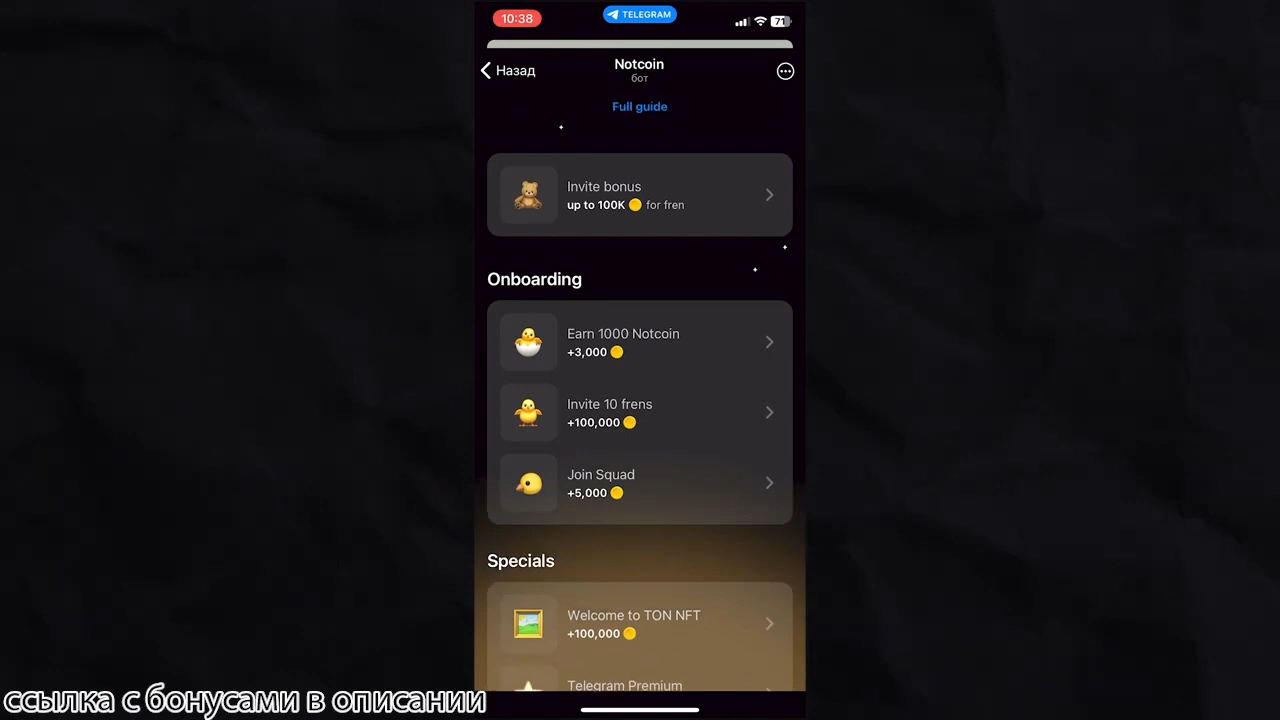 10:38
TELEGRAM
71
Назад
Notcoin
бот
Full guide
Invite bonus
up to 100K for fren
Onboarding
Earn 1000 Notcoin
+3,000
Invite 10 frens
+100,000
Join Squad
+5,000
Specials
Welcome to TON NFT
+100,000
Telegram Premium
ссылка с бонусами в описании